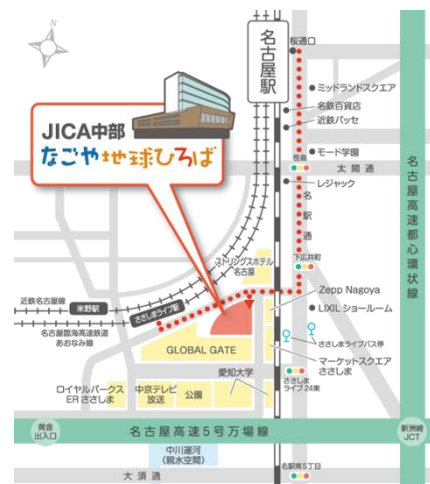 名古屋駅
桜通口
ミッドランドスクエア
名鉄百貨店
近鉄パッセ
モード学園
笹島
太閤通
レジャック
名駅通
名古屋高速都心環状線
JICA中部
なごや地球ひろば
ストリングスホテル
名古屋
下広井町
Zepp Nagoya
LIXIL ショールーム
ささしまライブバス停
マーケットスクエア
ささしま
近鉄名古屋線
米野駅
ささしまライブ駅
名古屋臨海高速鉄道
あおなみ線
GLOBAL GATE
愛知大学
ささしま
ライブ24東
ロイヤルパークス
ERささしま
中京テレビ
放送
公園
黄金
出入口
名古屋高速5号万場線
新洲崎
JCT
中川運河
(親水空間)
大須通
名駅南5丁目